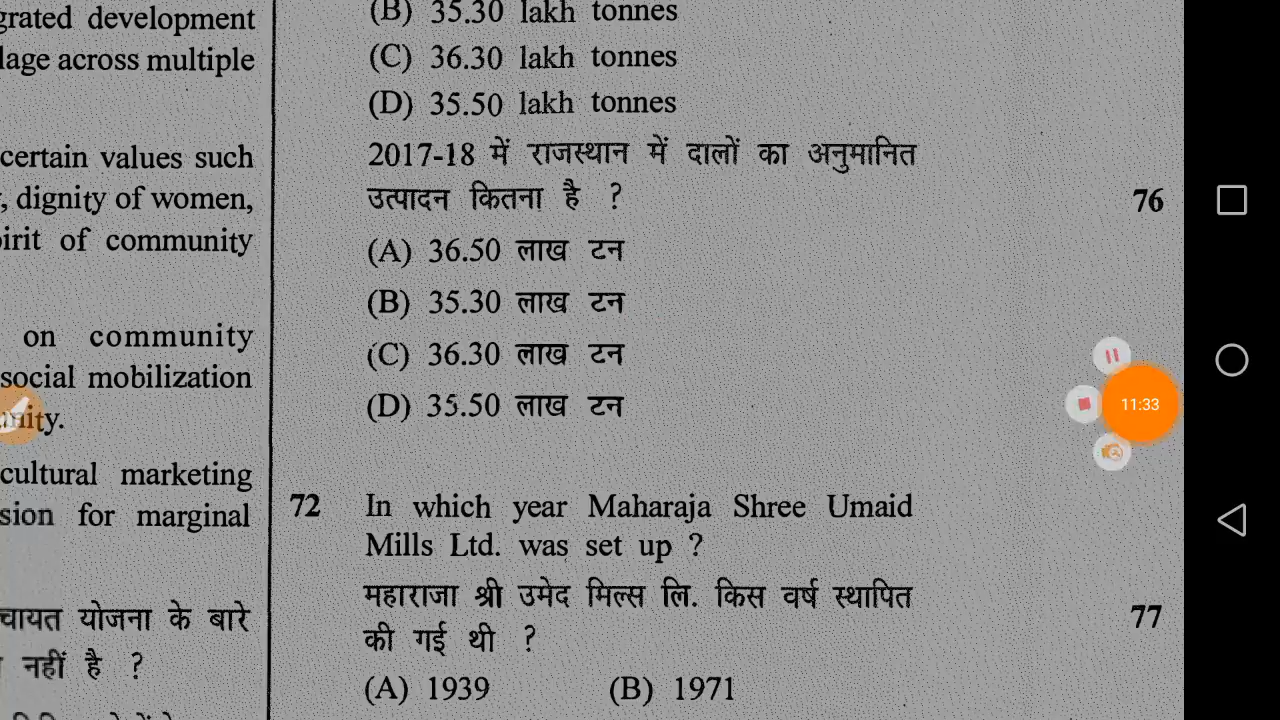 grated development
lage across multiple
certain values such
, dignity of women,
irit of community
on community
social mobilization
unity.
cultural marketing
sion for marginal
चायत योजना के बारे
नहीं है ?
(B) 35.30 lakh tonnes
(C) 36.30 lakh tonnes
(D) 35.50 lakh tonnes
2017-18 में राजस्थान में दालों का अनुमानित
उत्पादन कितना है ?
(A) 36.50 लाख टन
(B) 35.30 लाख टन
(C) 36.30 लाख टन
(D) 35.50 लाख टन
72 In which year Maharaja Shree Umaid
Mills Ltd. was set up ?
महाराजा श्री उमेद मिल्स लि. किस वर्ष स्थापित
की गई थी ?
(A) 1939 (B) 1971
76
11:33
77